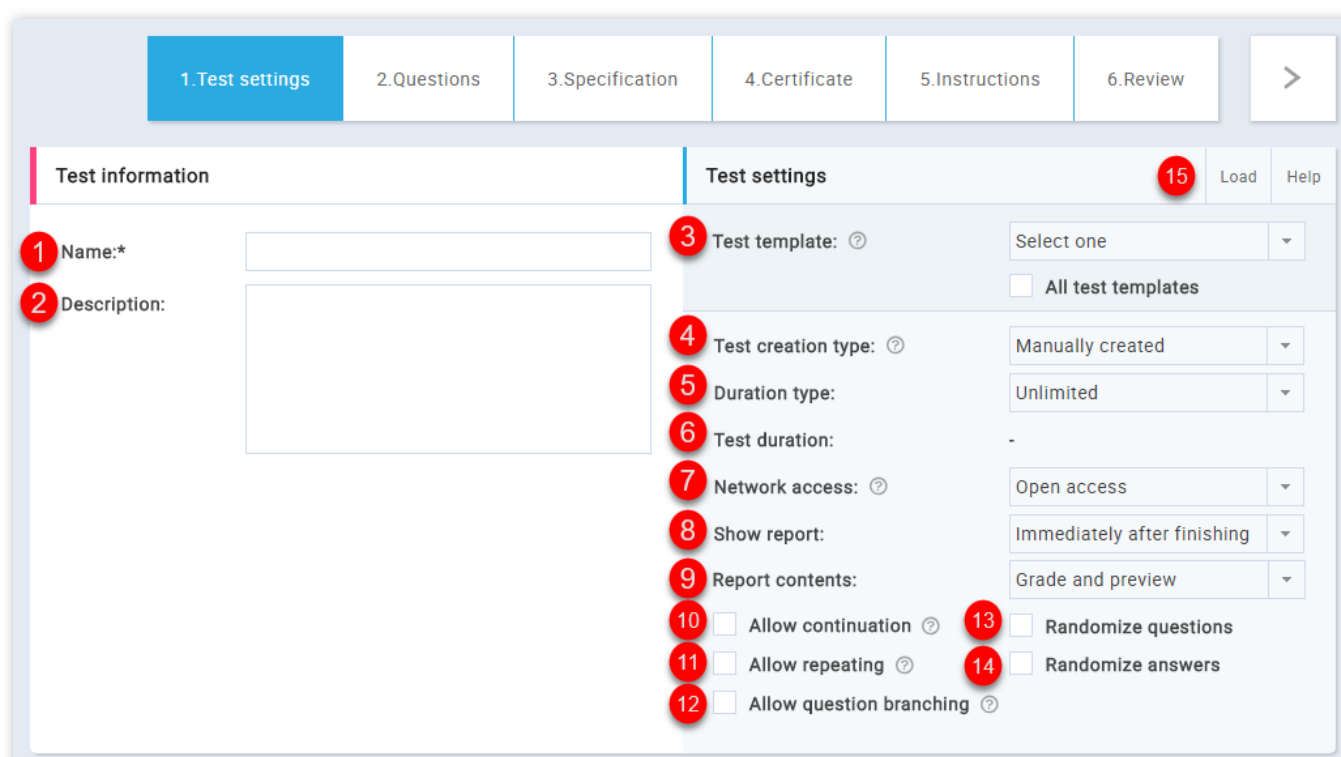 1.Test settings 2.Questions 3.Specification 4.Certificate 5.Instructions 6.Review >
Test information
1 Name:*
2 Description:
Test settings 15 Load Help
3 Test template: ? Select one
All test templates
4 Test creation type: ? Manually created
5 Duration type: Unlimited
6 Test duration: -
7 Network access: ? Open access
8 Show report: Immediately after finishing
9 Report contents: Grade and preview
10 Allow continuation ? 13 Randomize questions
11 Allow repeating ? 14 Randomize answers
12 Allow question branching ?